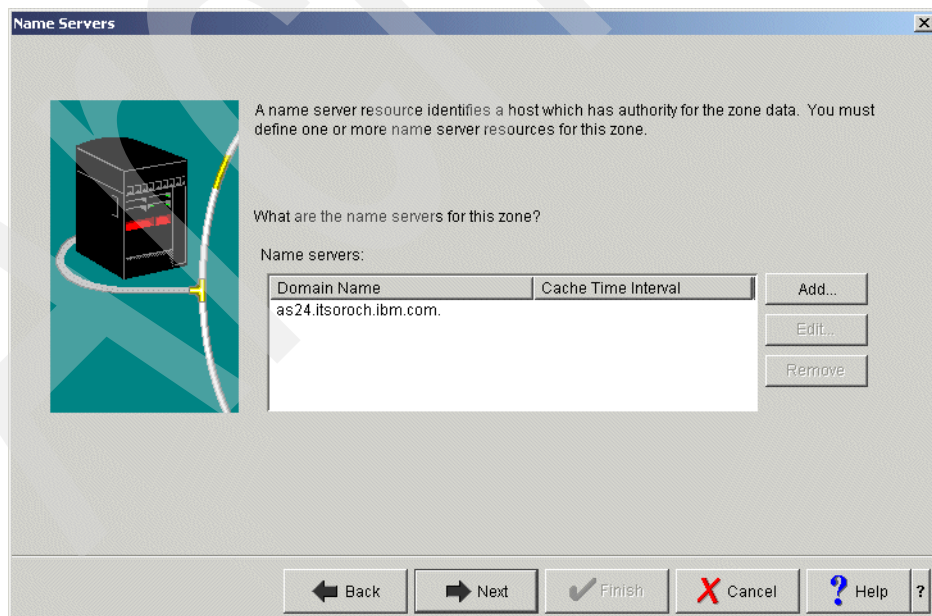 Name Servers
A name server resource identifies a host which has authority for the zone data. You must
define one or more name server resources for this zone.
What are the name servers for this zone?
Name servers:
Domain Name Cache Time Interval
as24.itsoroch.ibm.com.
Add...
Edit...
Remove
Back Next Finish Cancel Help ?